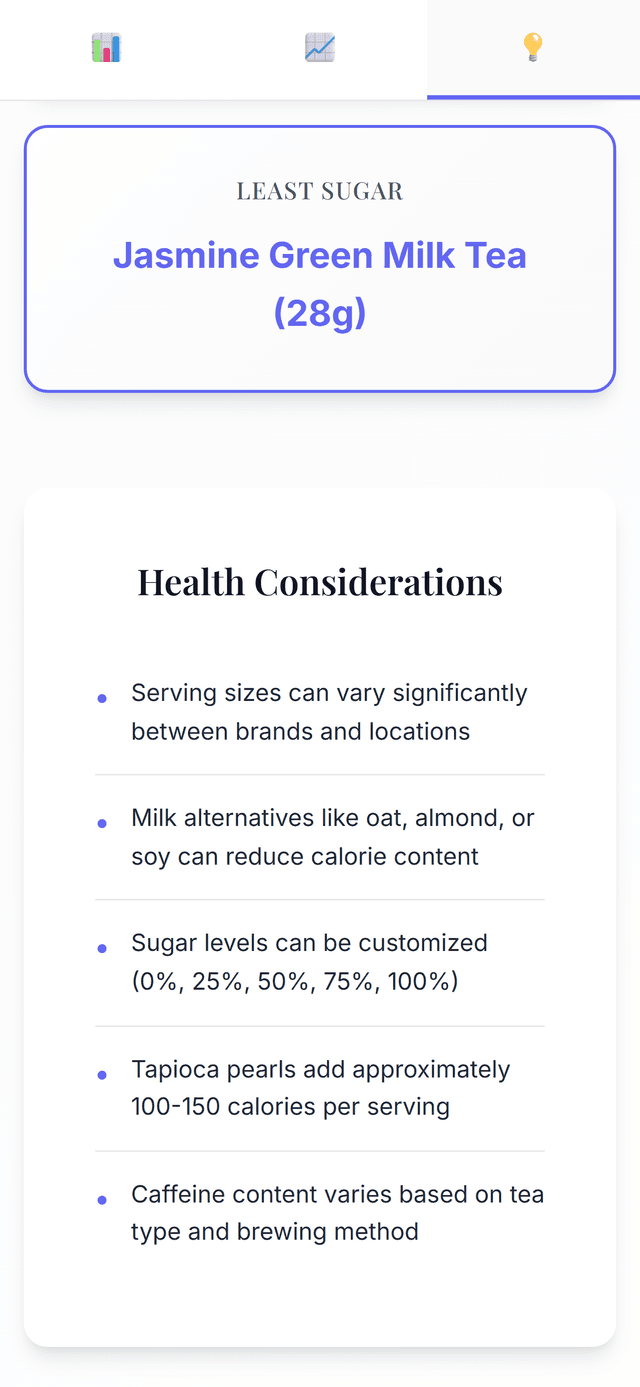 LEAST SUGAR
Jasmine Green Milk Tea
(28g)
Health Considerations
Serving sizes can vary significantly
between brands and locations
Milk alternatives like oat, almond, or
soy can reduce calorie content
Sugar levels can be customized
(0%, 25%, 50%, 75%, 100%)
Tapioca pearls add approximately
100-150 calories per serving
Caffeine content varies based on tea
type and brewing method